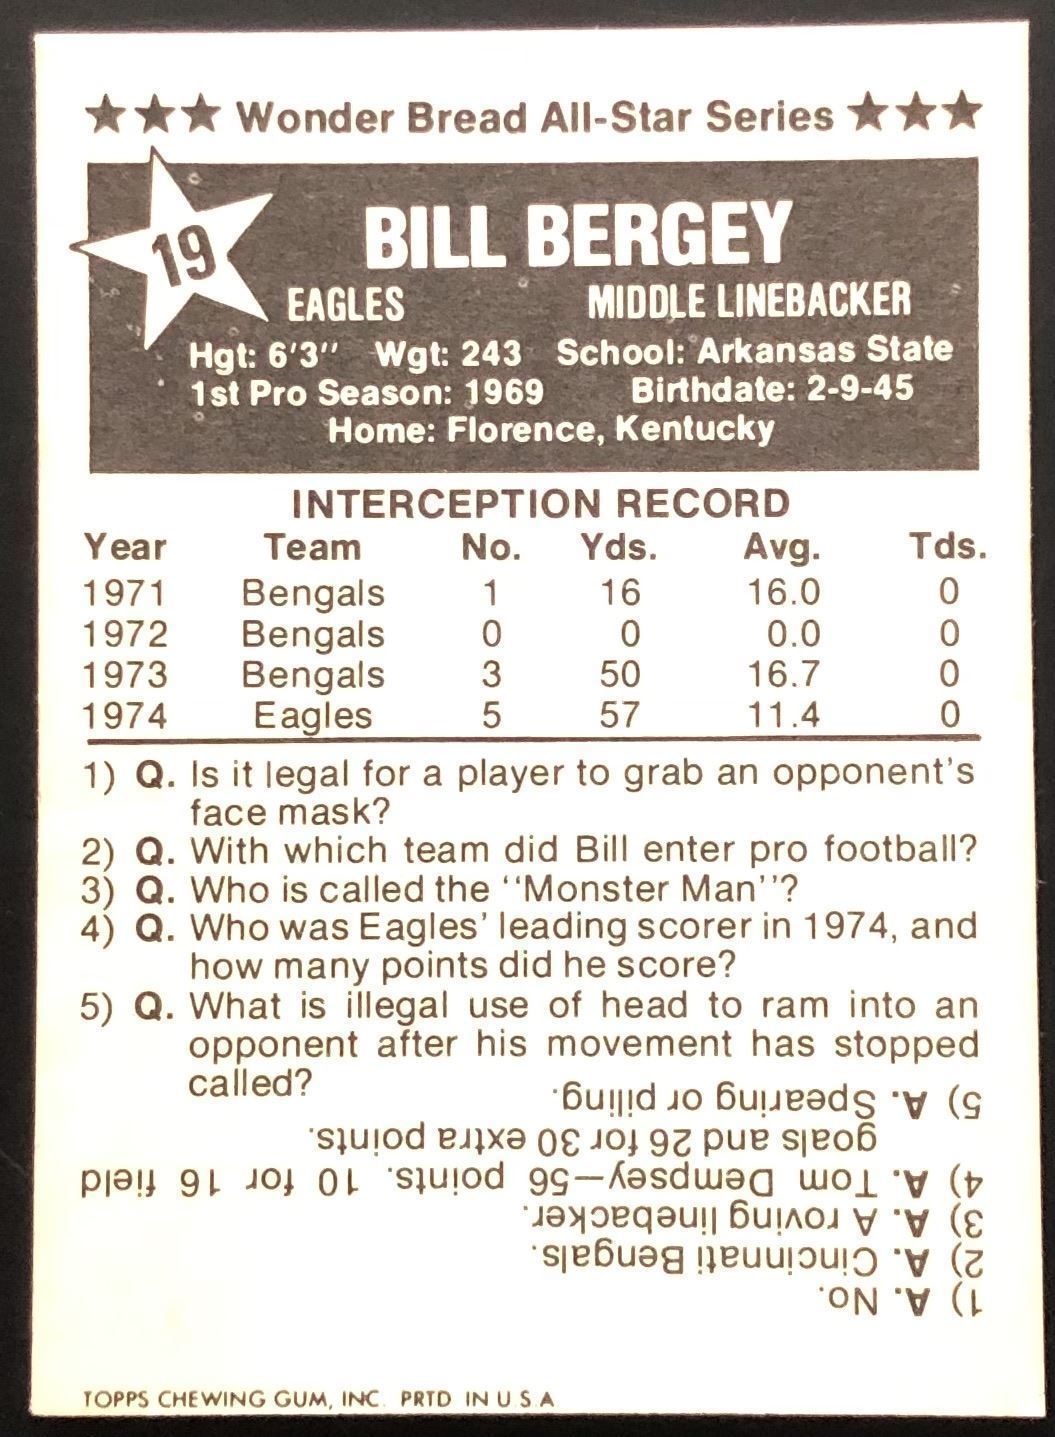 ★★★ Wonder Bread All-Star Series ★★★
19
BILL BERGEY
EAGLES MIDDLE LINEBACKER
Hgt: 6'3" Wgt: 243 School: Arkansas State
1st Pro Season: 1969 Birthdate: 2-9-45
Home: Florence, Kentucky
INTERCEPTION RECORD
Year Team No. Yds. Avg. Tds.
1971 Bengals 1 16 16.0 0
1972 Bengals 0 0 0.0 0
1973 Bengals 3 50 16.7 0
1974 Eagles 5 57 11.4 0
1) Q. Is it legal for a player to grab an opponent's
face mask?
2) Q. With which team did Bill enter pro football?
3) Q. Who is called the "Monster Man"?
4) Q. Who was Eagles' leading scorer in 1974, and
how many points did he score?
5) Q. What is illegal use of head to ram into an
opponent after his movement has stopped
called?
1) A. No.
2) A. Cincinnati Bengals.
3) A. A roving linebacker.
4) A. Tom Dempsey—56 points. 10 for 16 field
goals and 26 for 30 extra points.
5) A. Spearing or piling.
TOPPS CHEWING GUM, INC. PRTD IN U.S.A